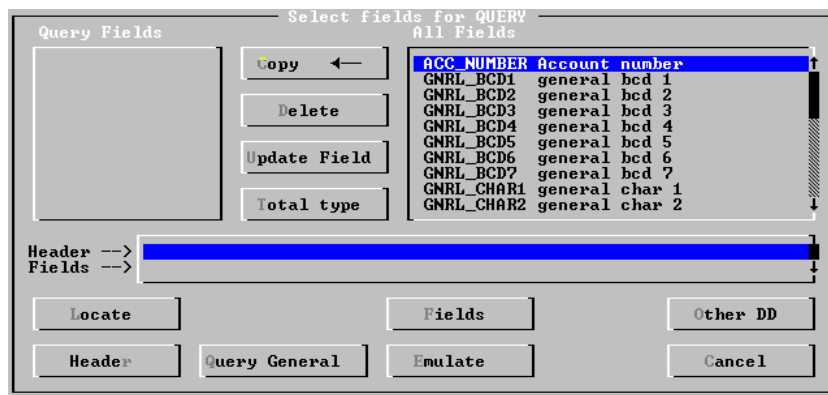 Select fields for QUERY
Query Fields
All Fields
Copy ←
Delete
Update Field
Total type
ACC_NUMBER Account number
GNRL_BCD1 general bcd 1
GNRL_BCD2 general bcd 2
GNRL_BCD3 general bcd 3
GNRL_BCD4 general bcd 4
GNRL_BCD5 general bcd 5
GNRL_BCD6 general bcd 6
GNRL_BCD7 general bcd 7
GNRL_CHAR1 general char 1
GNRL_CHAR2 general char 2
Header -->
Fields -->
Locate
Fields
Other DD
Header
Query General
Emulate
Cancel